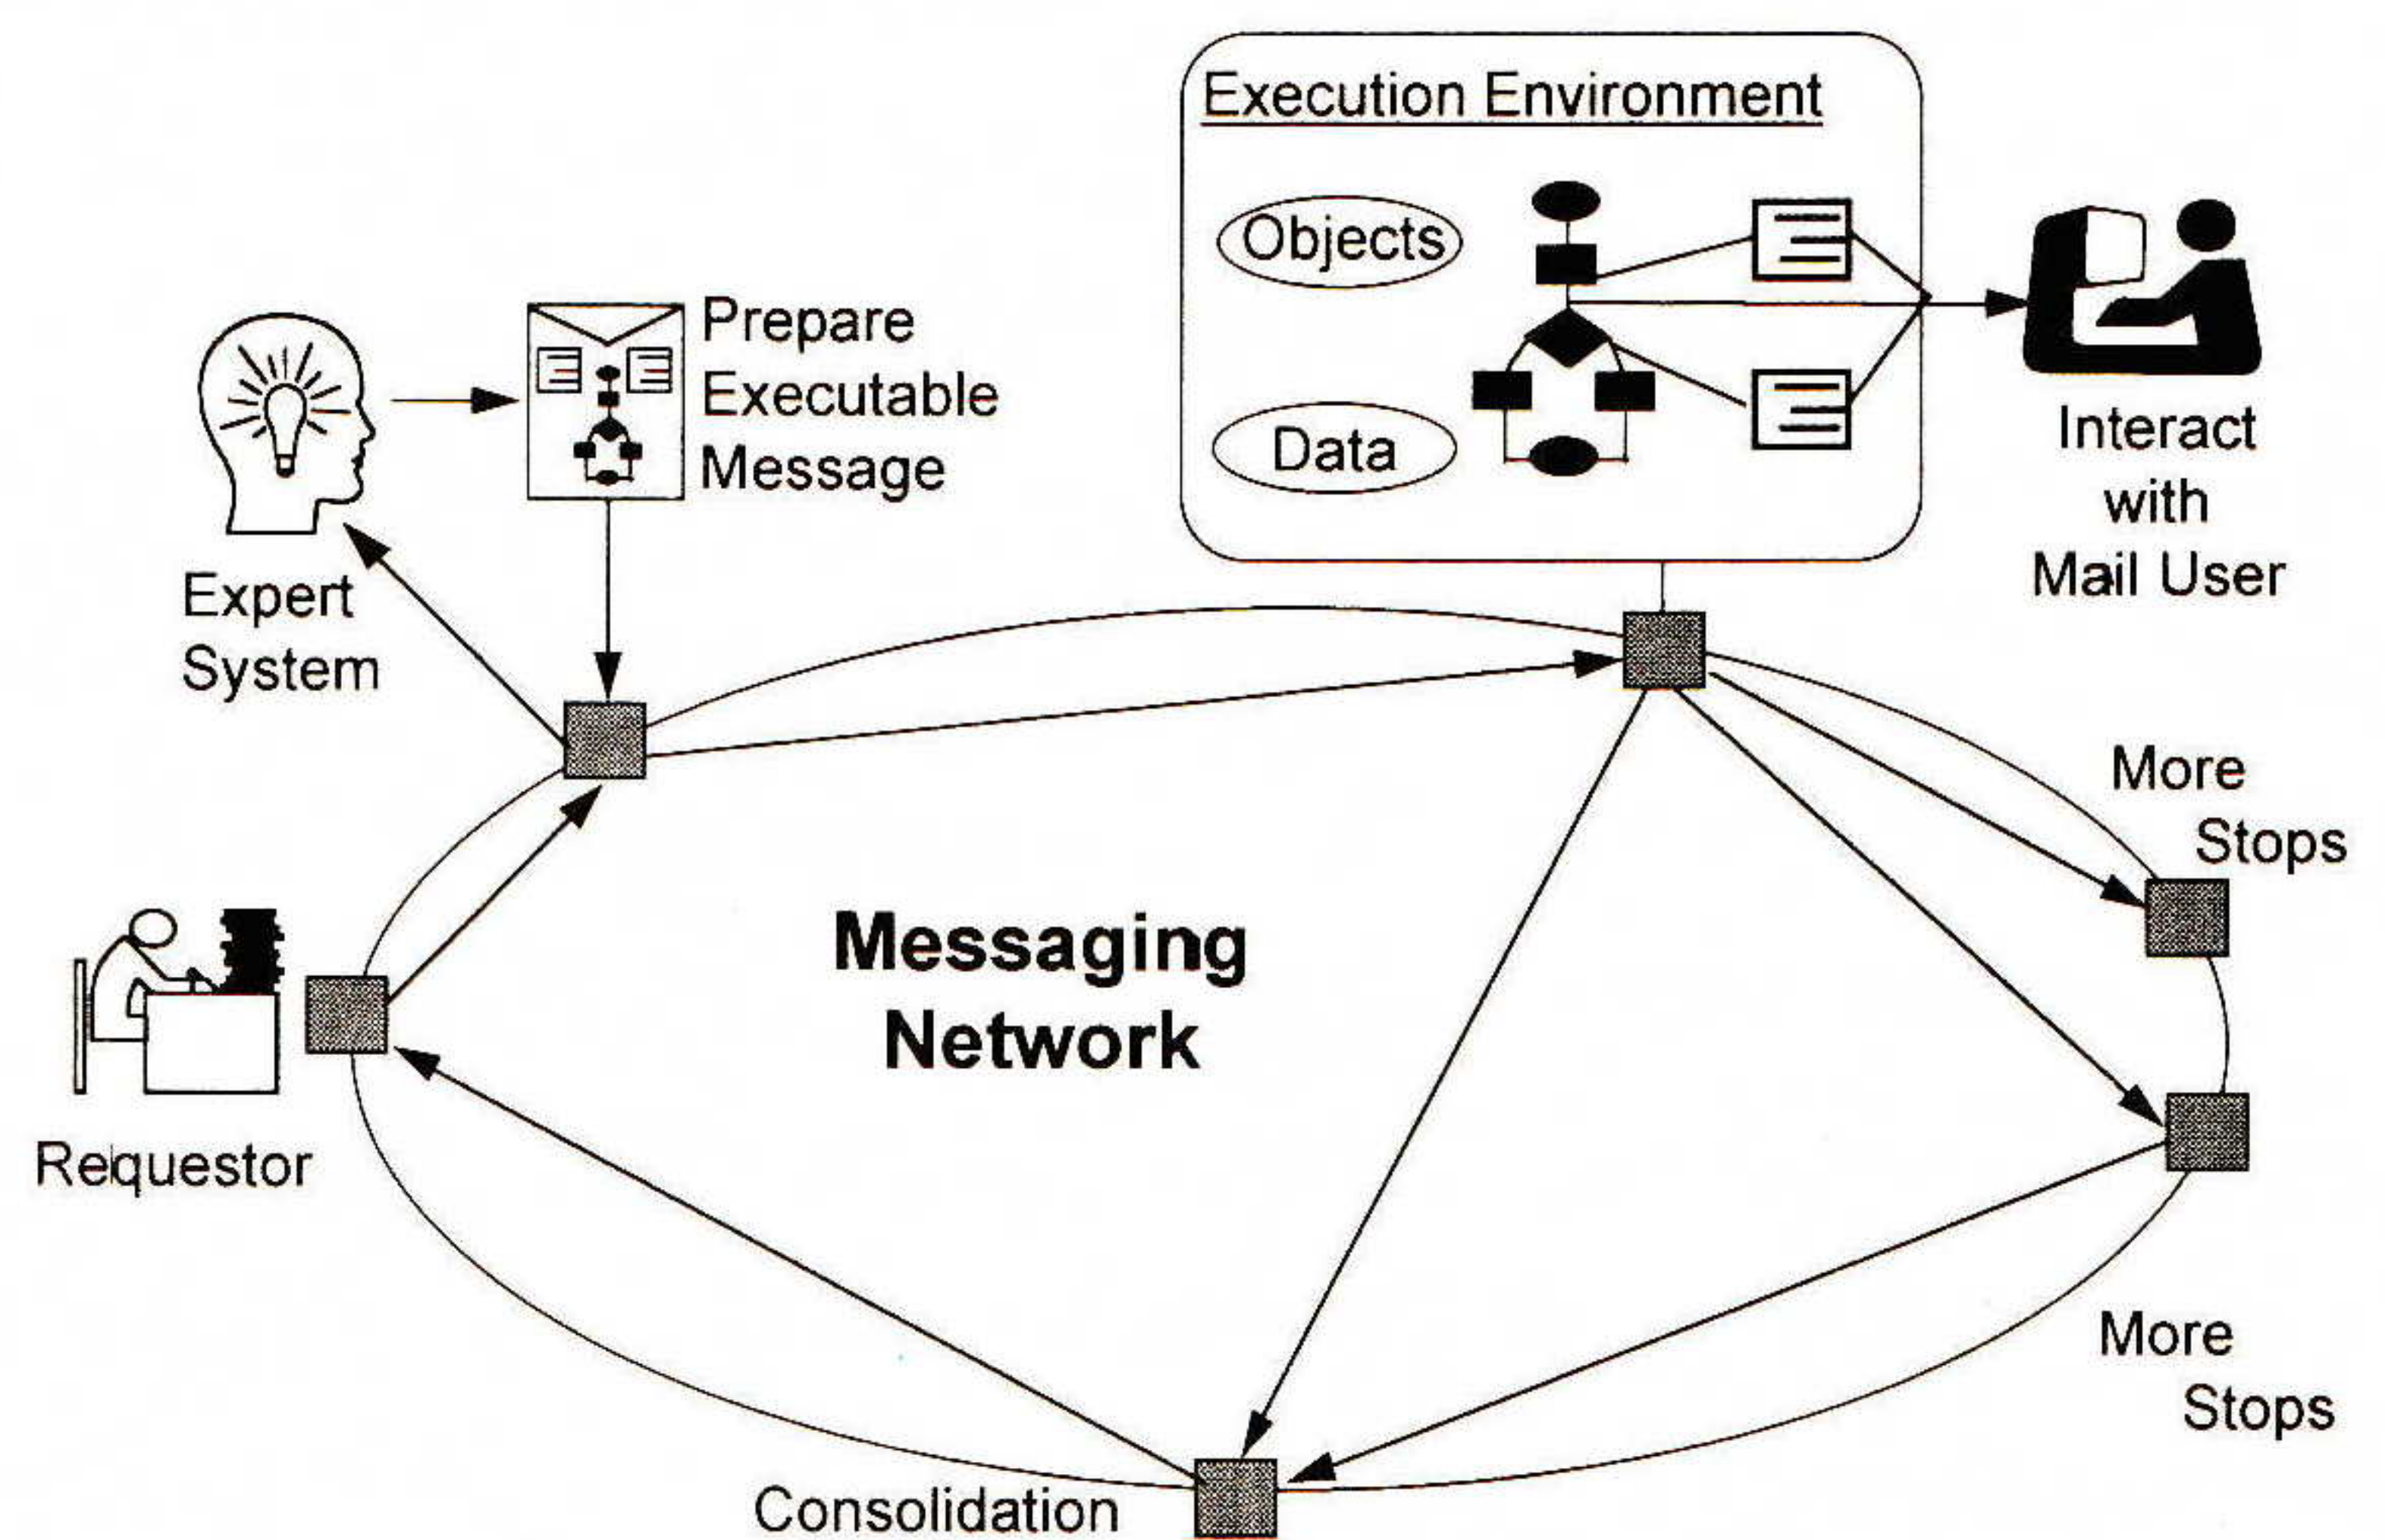 Execution Environment
Objects
Data
Prepare
Executable
Message
Interact
with
Mail User
Expert
System
More
Stops
Messaging
Network
Requestor
More
Stops
Consolidation